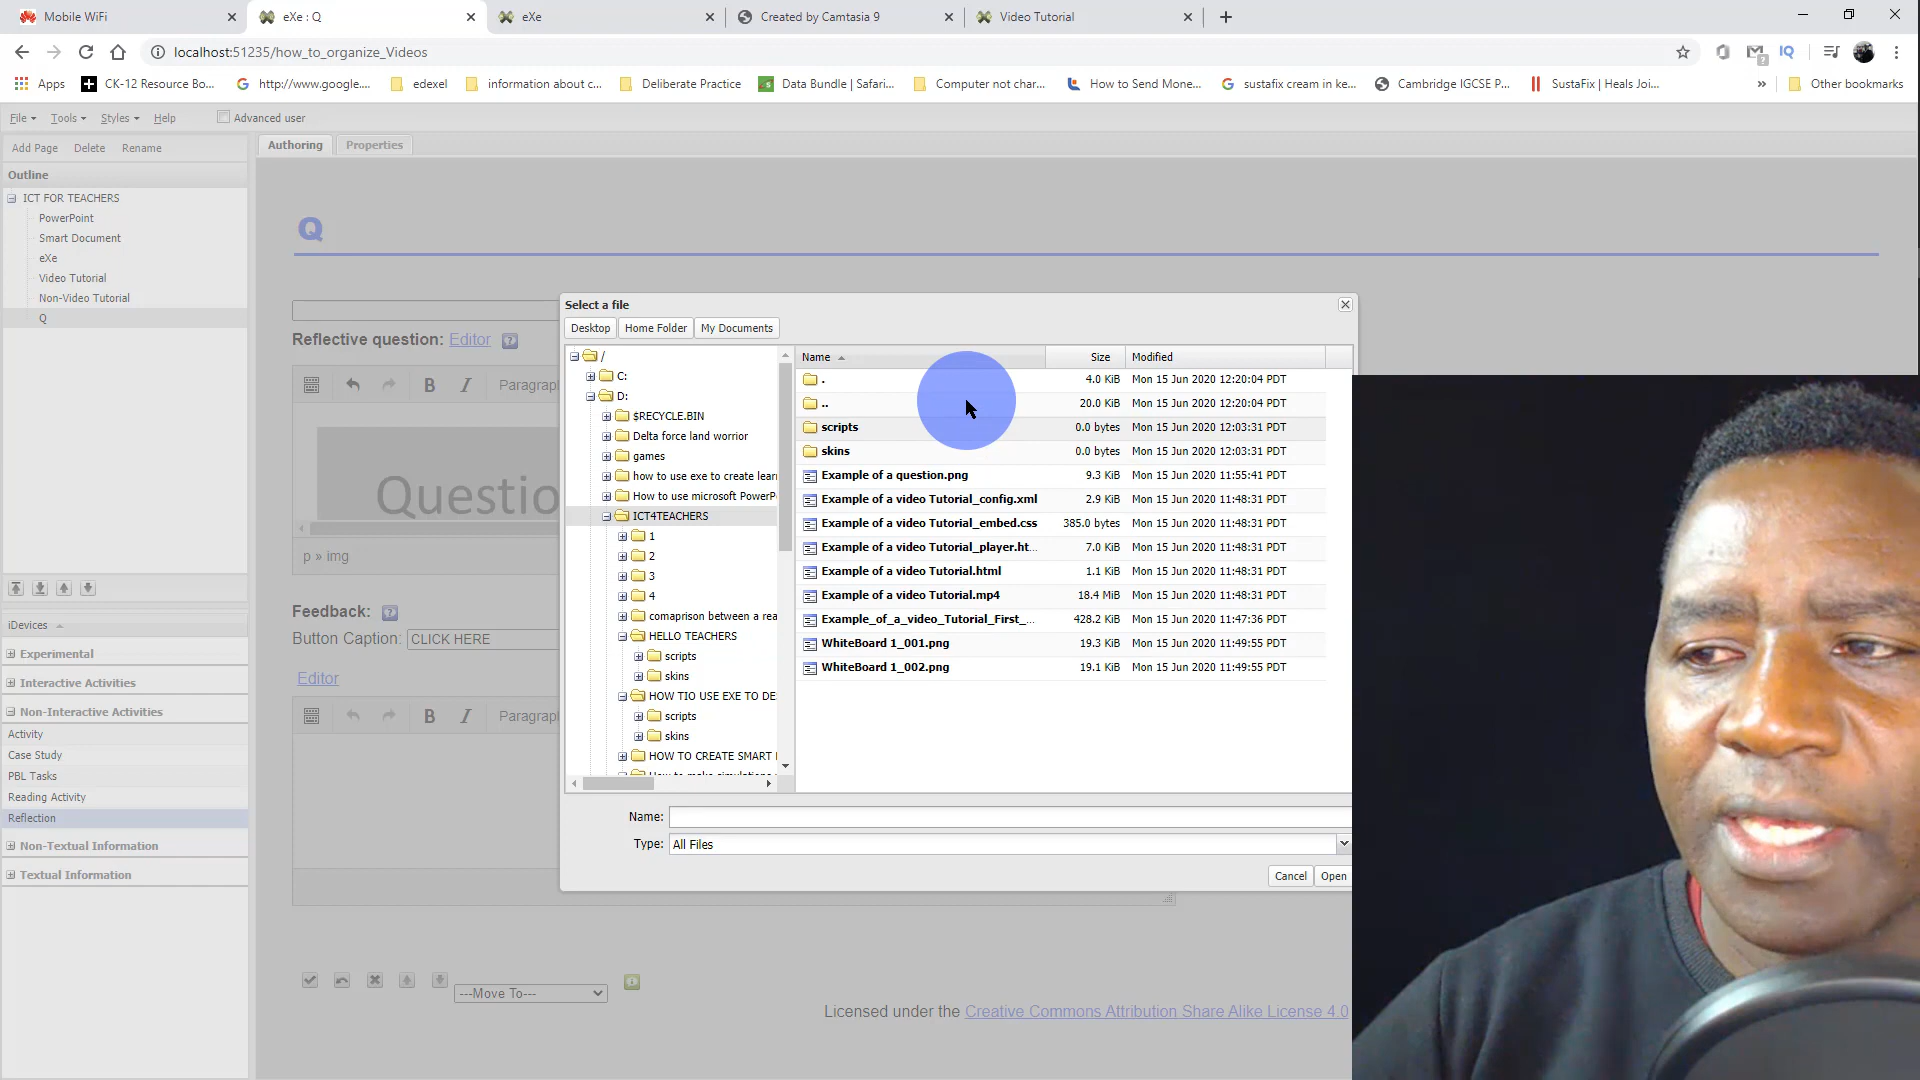 Mobile WiFi
eXe : Q
eXe
Created by Camtasia 9
Video Tutorial
localhost:51235/how_to_organize_Videos
Apps
CK-12 Resource Bo...
http://www.google....
edexel
information about c...
Deliberate Practice
Data Bundle | Safari...
Computer not char...
How to Send Mone...
sustafix cream in ke...
Cambridge IGCSE P...
SustaFix | Heals Joi...
»
Other bookmarks
File
Tools
Styles
Help
Advanced user
Add Page
Delete
Rename
Authoring
Properties
Outline
ICT FOR TEACHERS
PowerPoint
Smart Document
eXe
Video Tutorial
Non-Video Tutorial
Q
Q
Reflective question: Editor
B I Paragraph
Questio
p » img
Feedback:
Button Caption: CLICK HERE
Editor
B I Paragraph
iDevices
Experimental
Interactive Activities
Non-Interactive Activities
Activity
Case Study
PBL Tasks
Reading Activity
Reflection
Non-Textual Information
Textual Information
---Move To---
Licensed under the Creative Commons Attribution Share Alike License 4.0
Select a file
Desktop
Home Folder
My Documents
/
C:
D:
$RECYCLE.BIN
Delta force land worrior
games
how to use exe to create learn
How to use microsoft PowerP
ICT4TEACHERS
1
2
3
4
comaprison between a rea
HELLO TEACHERS
scripts
skins
HOW TIO USE EXE TO DE
scripts
skins
HOW TO CREATE SMART
Name Size Modified
. 4.0 KiB Mon 15 Jun 2020 12:20:04 PDT
.. 20.0 KiB Mon 15 Jun 2020 12:20:04 PDT
scripts 0.0 bytes Mon 15 Jun 2020 12:03:31 PDT
skins 0.0 bytes Mon 15 Jun 2020 12:03:31 PDT
Example of a question.png 9.3 KiB Mon 15 Jun 2020 11:55:41 PDT
Example of a video Tutorial_config.xml 2.9 KiB Mon 15 Jun 2020 11:48:31 PDT
Example of a video Tutorial_embed.css 385.0 bytes Mon 15 Jun 2020 11:48:31 PDT
Example of a video Tutorial_player.ht... 7.0 KiB Mon 15 Jun 2020 11:48:31 PDT
Example of a video Tutorial.html 1.1 KiB Mon 15 Jun 2020 11:48:31 PDT
Example of a video Tutorial.mp4 18.4 MiB Mon 15 Jun 2020 11:48:31 PDT
Example_of_a_video_Tutorial_First_... 428.2 KiB Mon 15 Jun 2020 11:47:36 PDT
WhiteBoard 1_001.png 19.3 KiB Mon 15 Jun 2020 11:49:55 PDT
WhiteBoard 1_002.png 19.1 KiB Mon 15 Jun 2020 11:49:55 PDT
Name:
Type: All Files
Cancel
Open